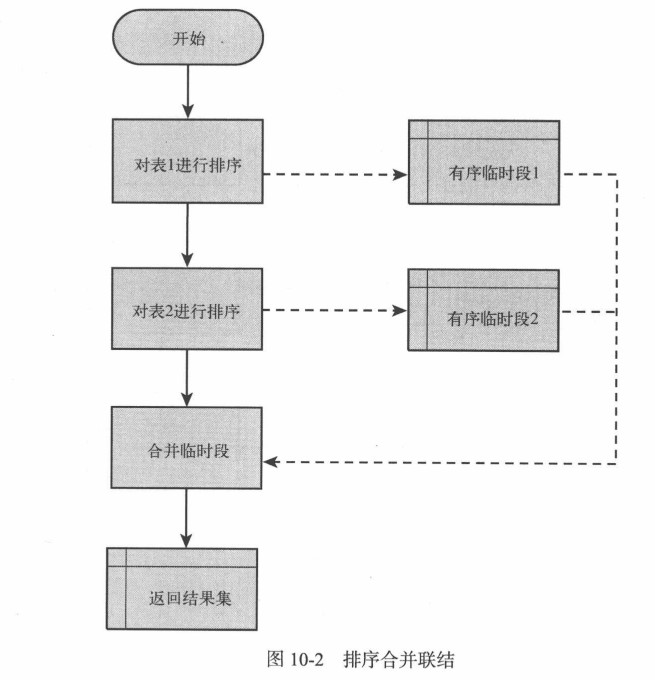 开始
对表1进行排序
有序临时段1
对表2进行排序
有序临时段2
合并临时段
返回结果集
图 10-2 排序合并联结